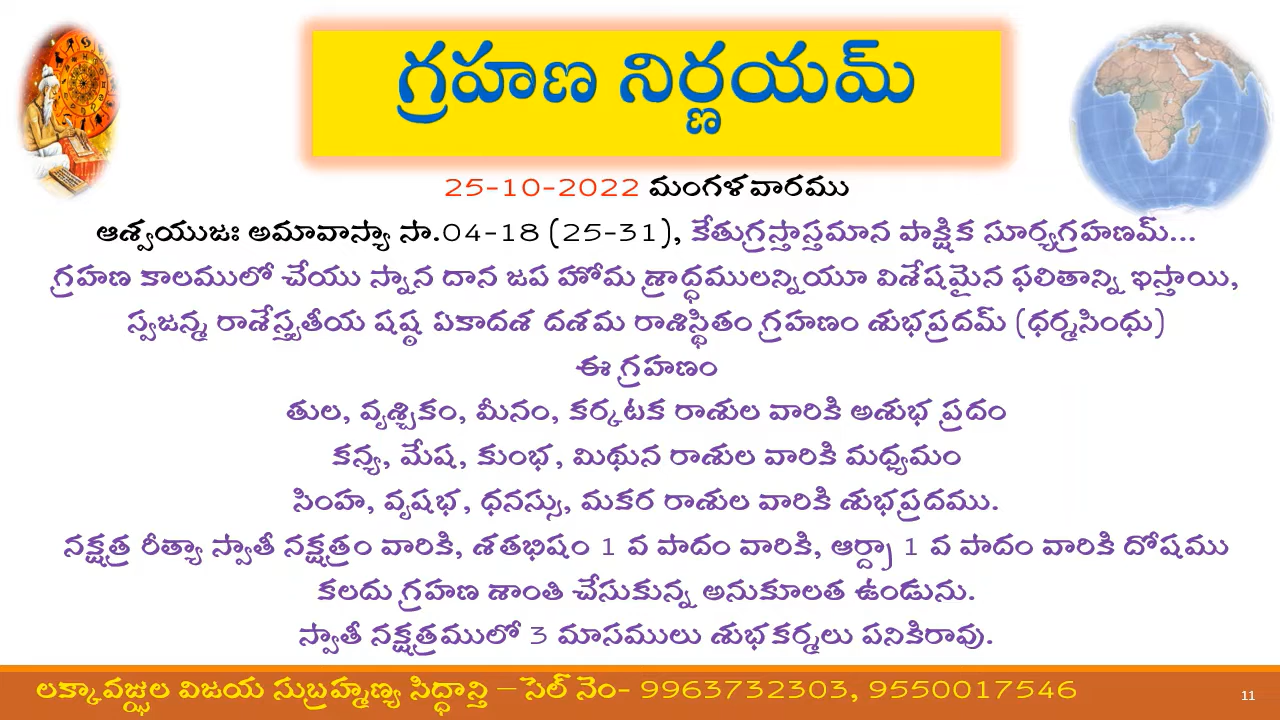 గ్రహణ నిర్ణయమ్
25-10-2022 మంగళవారము
ఆశ్వయుజః అమావాస్యా సా.04-18 (25-31), కేతుగ్రస్తాస్తమాన పాక్షిక సూర్యగ్రహణమ్...
గ్రహణ కాలములో చేయు స్నాన దాన జప హోమ శ్రాద్ధములన్నియూ విశేషమైన ఫలితాన్ని ఇస్తాయి,
స్వజన్మ రాశేస్తృతీయ షష్ఠ ఏకాదశ దశమ రాశిస్థితం గ్రహణం శుభప్రదమ్ (ధర్మసింధు)
ఈ గ్రహణం
తుల, వృశ్చికం, మీనం, కర్కటక రాశుల వారికి అశుభ ప్రదం
కన్య, మేష, కుంభ, మిథున రాశుల వారికి మధ్యమం
సింహ, వృషభ, ధనస్సు, మకర రాశుల వారికి శుభప్రదము.
నక్షత్ర రీత్యా స్వాతీ నక్షత్రం వారికి, శతభిషం 1 వ పాదం వారికి, ఆర్ద్రా 1 వ పాదం వారికి దోషము
కలదు గ్రహణ శాంతి చేసుకున్న అనుకూలత ఉండును.
స్వాతీ నక్షత్రములో 3 మాసములు శుభకర్మలు పనికిరావు.
లక్కావజ్ఝుల విజయ సుబ్రహ్మణ్య సిద్ధాన్తి – సెల్ నెం- 9963732303, 9550017546
11